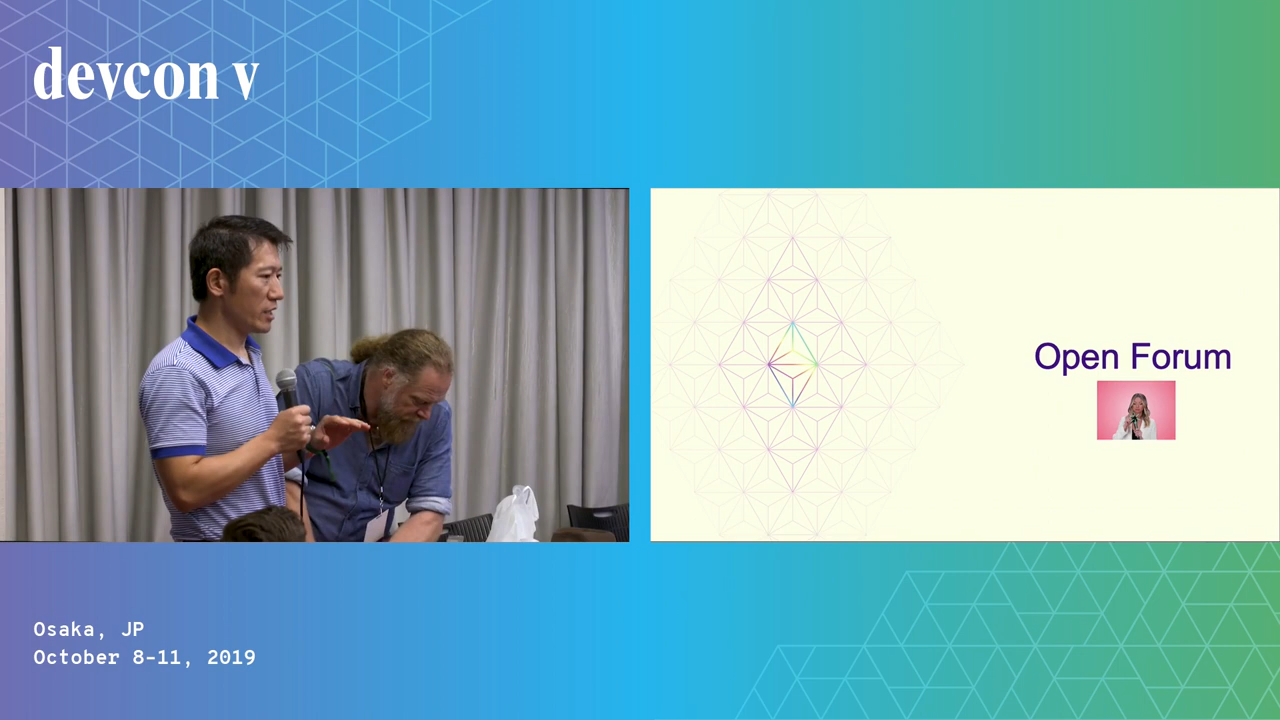 devcon v
Open Forum
Osaka, JP
October 8-11, 2019